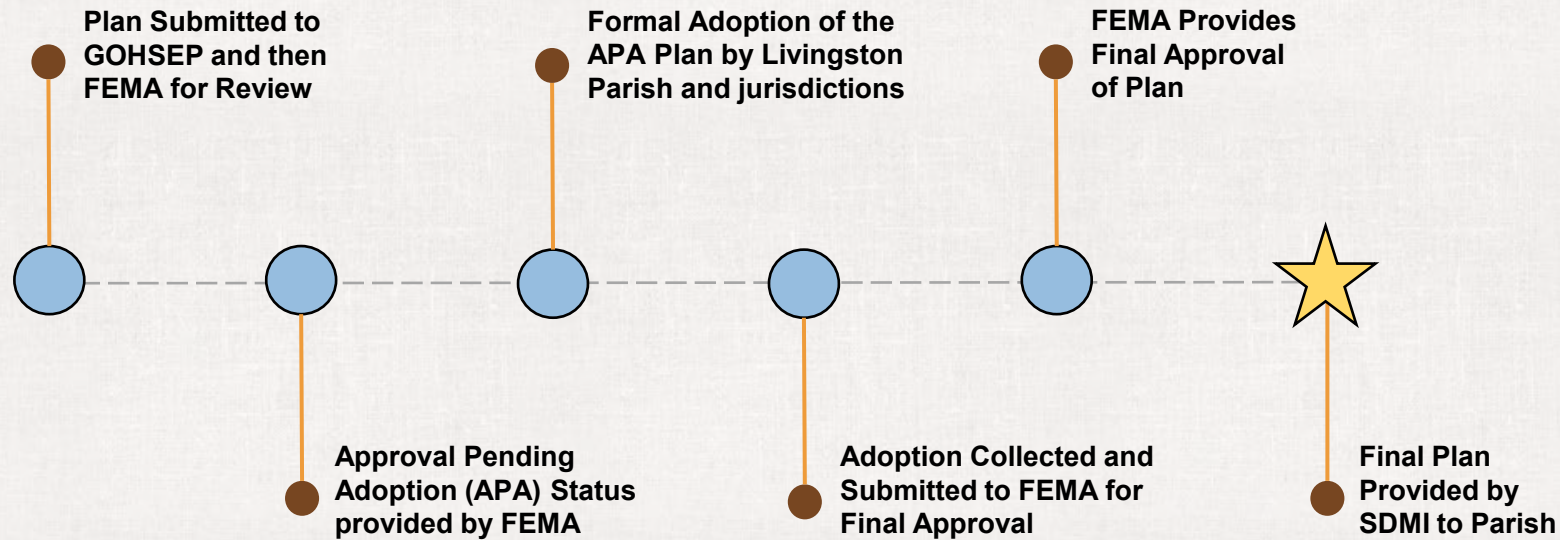 Plan Submitted to
GOHSEP and then
FEMA for Review
Approval Pending
Adoption (APA) Status
provided by FEMA
Formal Adoption of the
APA Plan by Livingston
Parish and jurisdictions
Adoption Collected and
Submitted to FEMA for
Final Approval
FEMA Provides
Final Approval
of Plan
Final Plan
Provided by
SDMI to Parish